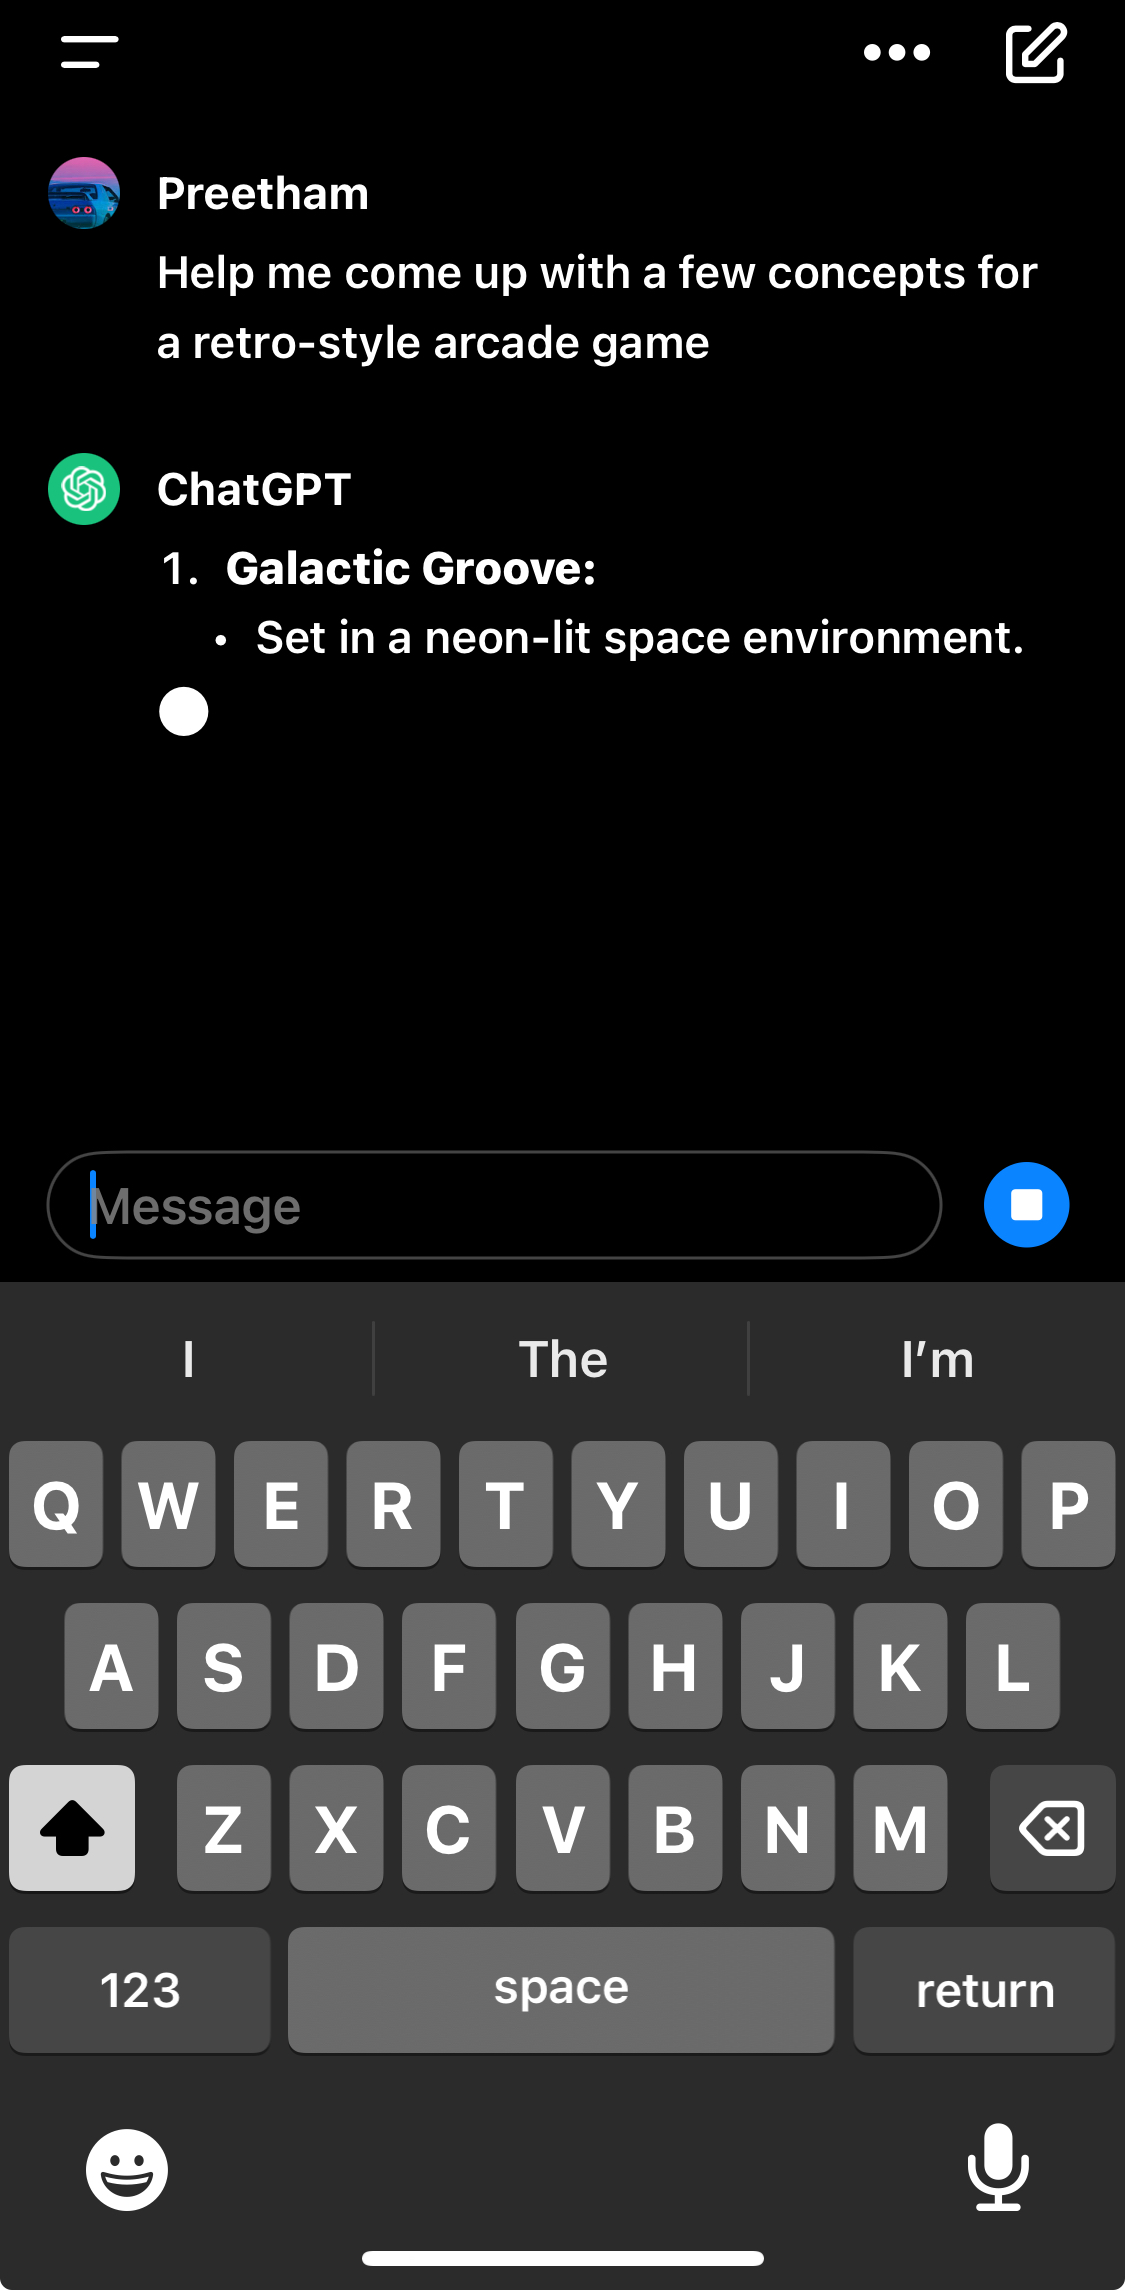 Preetham
Help me come up with a few concepts for
a retro-style arcade game
ChatGPT
1. Galactic Groove:
• Set in a neon-lit space environment.
Message
I The I’m
Q W E R T Y U I O P
A S D F G H J K L
Z X C V B N M
123 space return